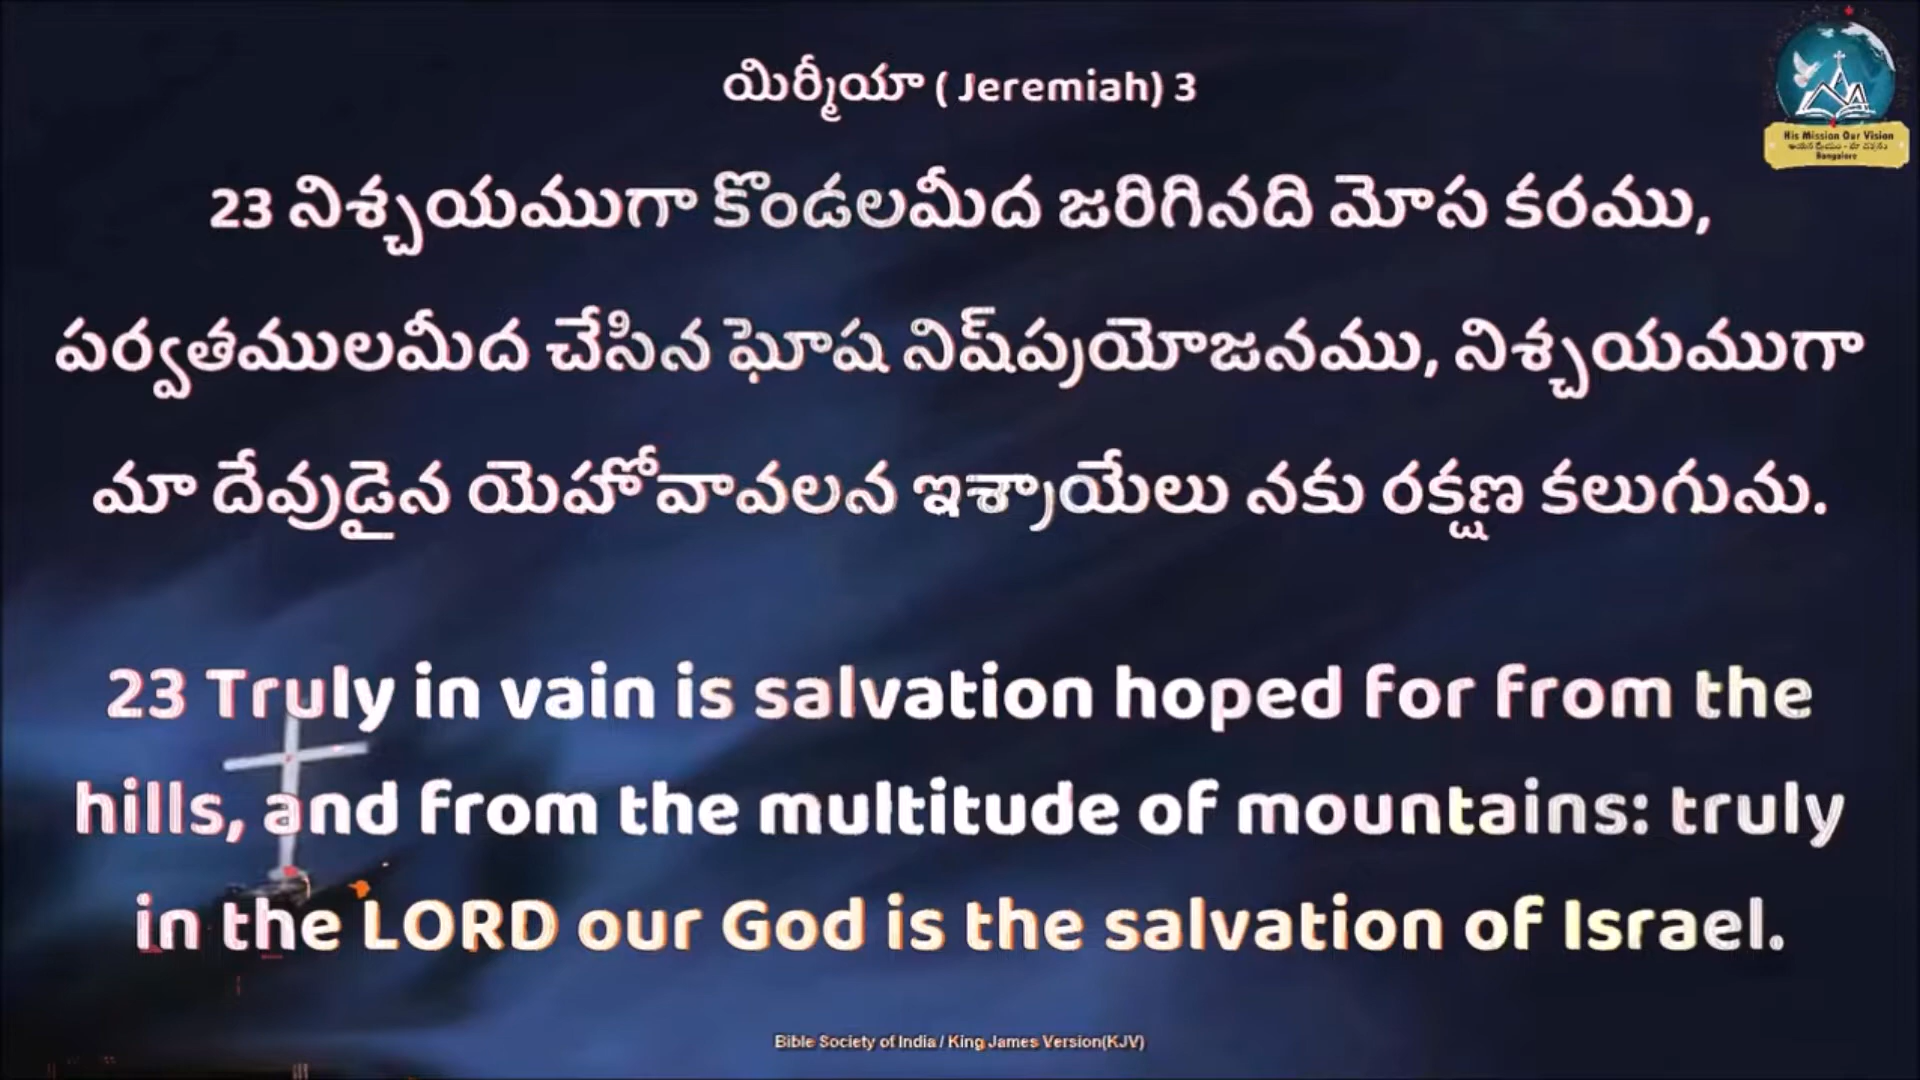 యిర్మీయా ( Jeremiah) 3
His Mission Our Vision
Bangalore
23 నిశ్చయముగా కొండలమీద జరిగినది మోస కరము,
పర్వతములమీద చేసిన ఘోష నిష్‌ప్రయోజనము, నిశ్చయముగా
మా దేవుడైన యెహోవావలన ఇశ్రాయేలు నకు రక్షణ కలుగును.
23 Truly in vain is salvation hoped for from the
hills, and from the multitude of mountains: truly
in the LORD our God is the salvation of Israel.
Bible Society of India / King James Version(KJV)